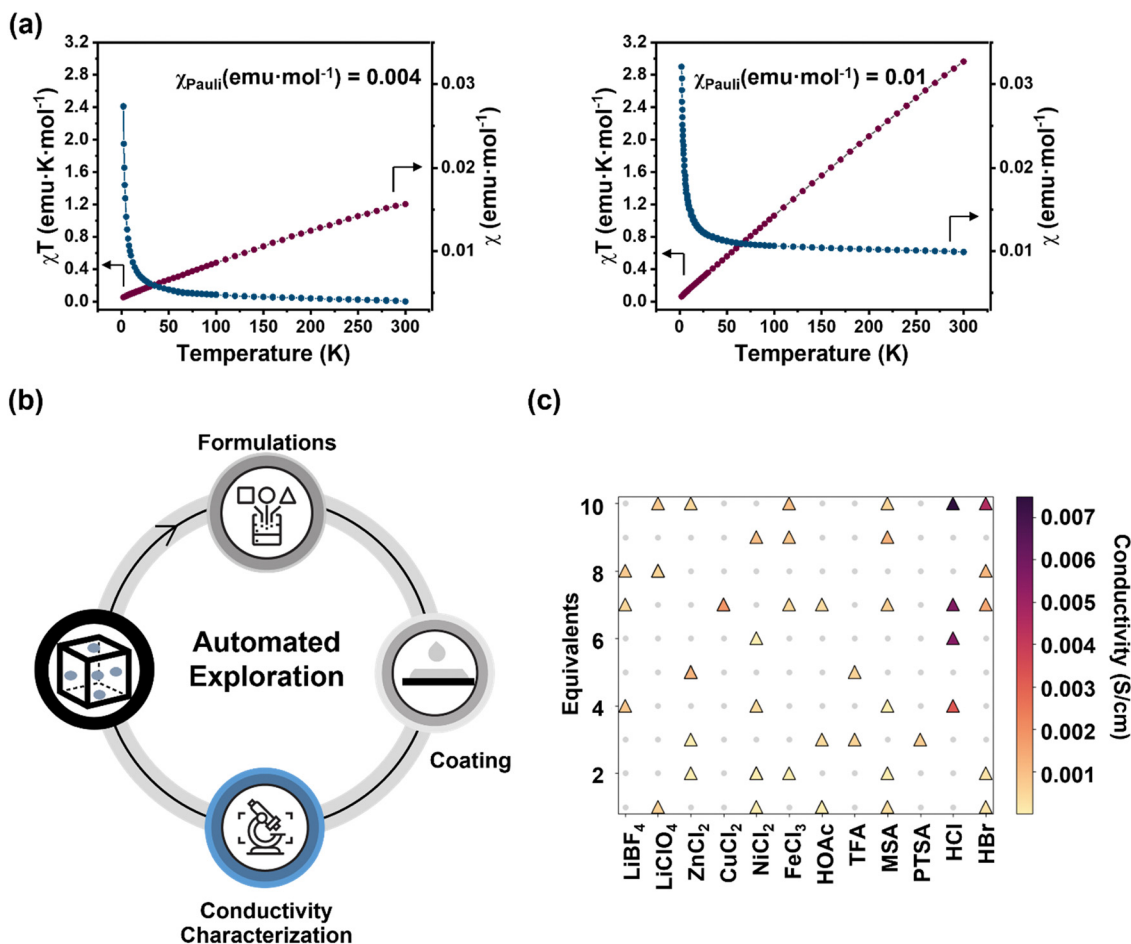 (a)
χPauli(emu·mol⁻¹) = 0.004
3.2
2.8
2.4
2.0
1.6
1.2
0.8
0.4
0.0
χT (emu·K·mol⁻¹)
0.03
0.02
0.01
χ (emu·mol⁻¹)
0 50 100 150 200 250 300
Temperature (K)
χPauli(emu·mol⁻¹) = 0.01
3.2
2.8
2.4
2.0
1.6
1.2
0.8
0.4
0.0
χT (emu·K·mol⁻¹)
0.03
0.02
0.01
χ (emu·mol⁻¹)
0 50 100 150 200 250 300
Temperature (K)
(b)
Formulations
Automated
Exploration
Coating
Conductivity
Characterization
(c)
10
8
6
4
2
Equivalents
LiBF₄
LiClO₄
ZnCl₂
CuCl₂
NiCl₂
FeCl₃
HOAc
TFA
MSA
PTSA
HCl
HBr
0.007
0.006
0.005
0.004
0.003
0.002
0.001
Conductivity (S/cm)